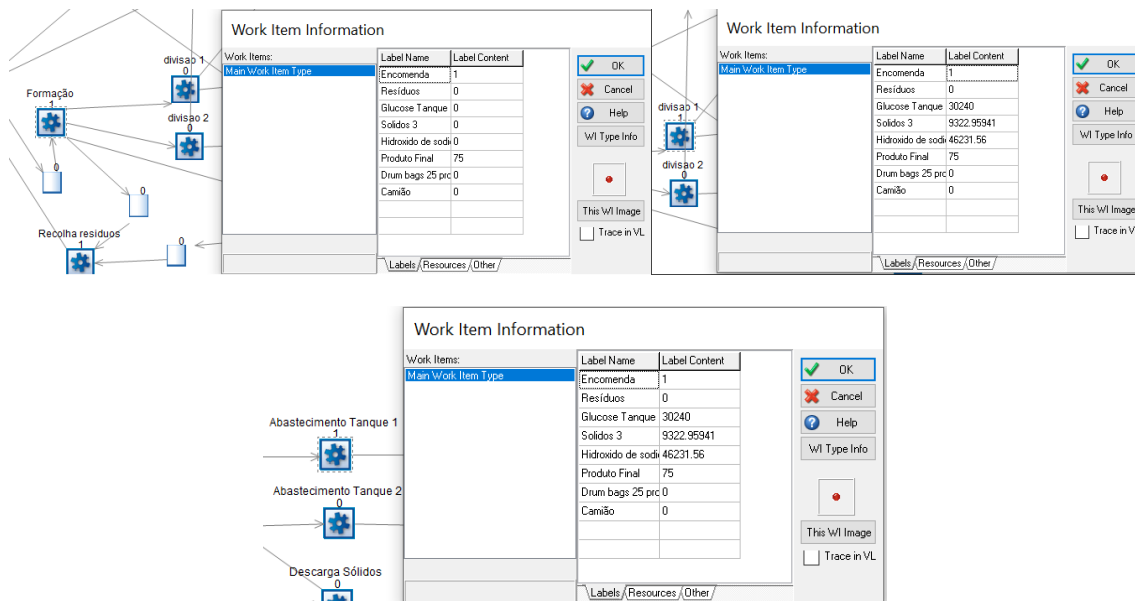 Formação
1
divisao 1
0
divisao 2
0
0
0
Recolha residuos
1
0
Work Item Information
Work Items:
Main Work Item Type
Label Name Label Content
Encomenda 1
Resíduos 0
Glucose Tanque 0
Solidos 3 0
Hidroxido de sodi 0
Produto Final 75
Drum bags 25 prc 0
Camião 0
Labels Resources Other
OK
Cancel
Help
WI Type Info
This WI Image
Trace in VL
divisao 1
1
divisao 2
0
Work Item Information
Work Items:
Main Work Item Type
Label Name Label Content
Encomenda 1
Resíduos 0
Glucose Tanque 30240
Solidos 3 9322.95941
Hidroxido de sodi 46231.56
Produto Final 75
Drum bags 25 prc 0
Camião 0
Labels Resources Other
OK
Cancel
Help
WI Type Info
This WI Image
Trace in V
Abastecimento Tanque 1
1
Abastecimento Tanque 2
0
Descarga Sólidos
0
Work Item Information
Work Items:
Main Work Item Type
Label Name Label Content
Encomenda 1
Resíduos 0
Glucose Tanque 30240
Solidos 3 9322.95941
Hidroxido de sodi 46231.56
Produto Final 75
Drum bags 25 prc 0
Camião 0
Labels Resources Other
OK
Cancel
Help
WI Type Info
This WI Image
Trace in VL